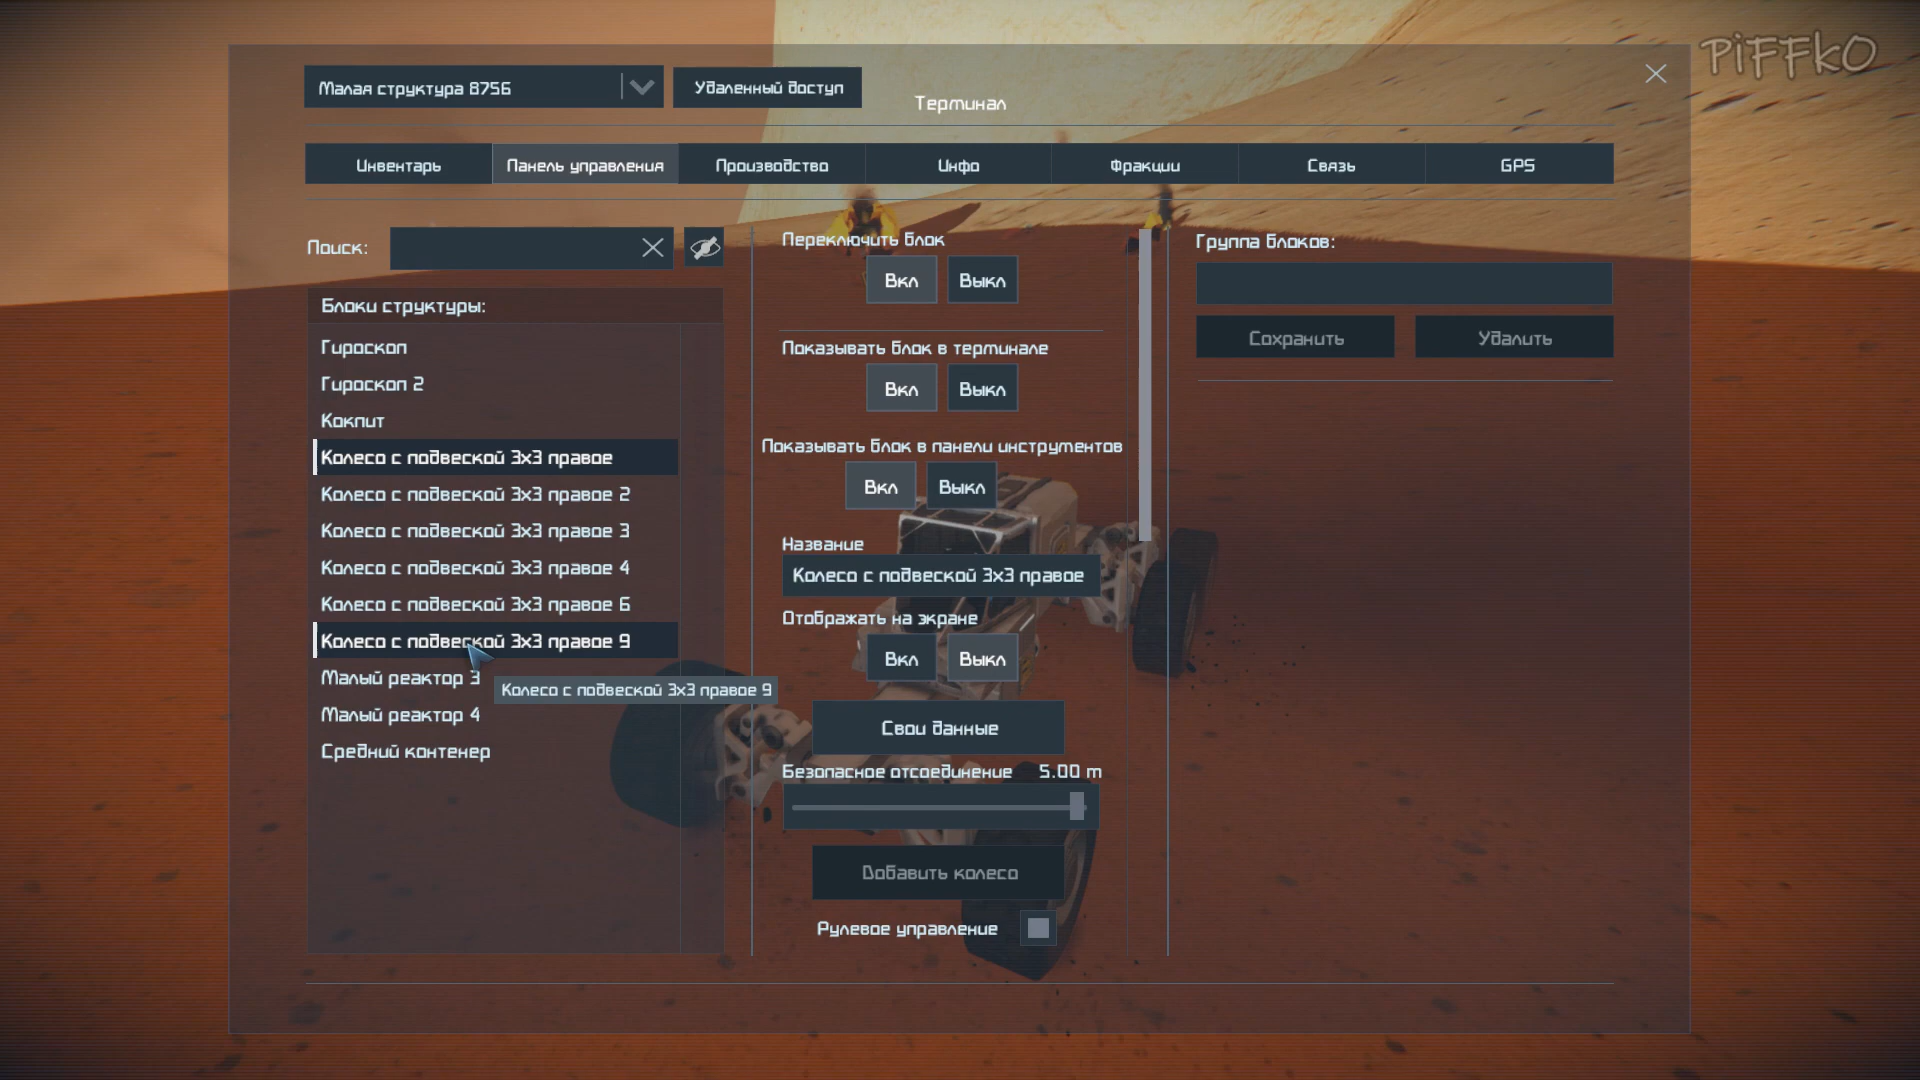 PiFFkO
Малая структура 8756
Удаленный доступ
Терминал
Инвентарь
Панель управления
Производство
Инфо
Фракции
Связь
GPS
Поиск:
Блоки структуры:
Гироскоп
Гироскоп 2
Кокпит
Колесо с подвеской 3x3 правое
Колесо с подвеской 3x3 правое 2
Колесо с подвеской 3x3 правое 3
Колесо с подвеской 3x3 правое 4
Колесо с подвеской 3x3 правое 6
Колесо с подвеской 3x3 правое 9
Малый реактор 3
Колесо с подвеской 3x3 правое 9
Малый реактор 4
Средний контенер
Переключить блок
Вкл Выкл
Показывать блок в терминале
Вкл Выкл
Показывать блок в панели инструментов
Вкл Выкл
Название
Колесо с подвеской 3x3 правое
Отображать на экране
Вкл Выкл
Свои данные
Безопасное отсоединение 5.00 m
Добавить колесо
Рулевое управление
Группа блоков:
Сохранить
Удалить